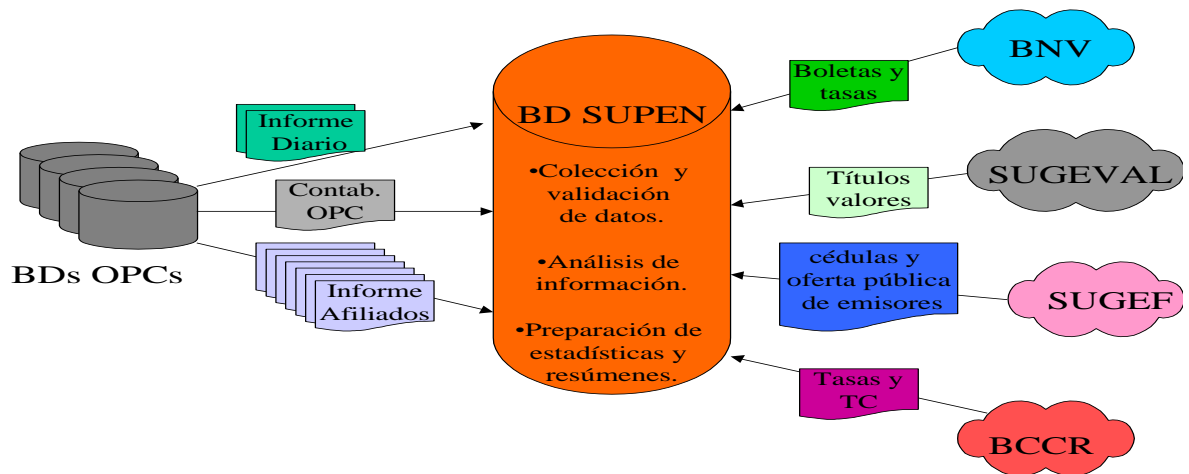 BDs OPCs
Informe
Diario
Contab.
OPC
Informe
Afiliados
BD SUPEN
•Colección y
validación
de datos.
•Análisis de
información.
•Preparación de
estadísticas y
resúmenes.
Boletas y
tasas
BNV
Títulos
valores
SUGEVAL
cédulas y
oferta pública
de emisores
SUGEF
Tasas y
TC
BCCR